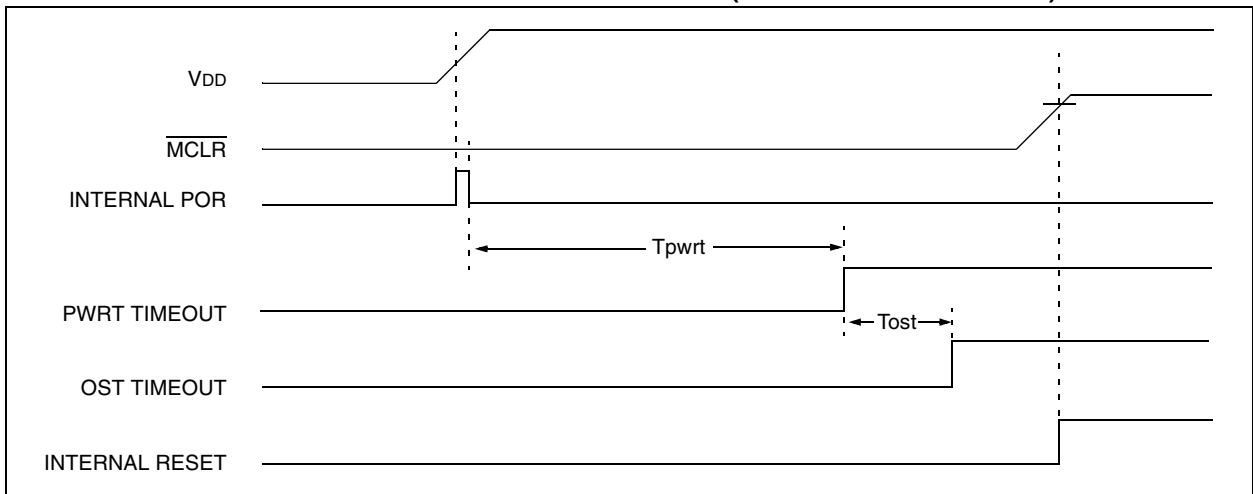 VDD
MCLR
INTERNAL POR
Tpwrt
PWRT TIMEOUT
Tost
OST TIMEOUT
INTERNAL RESET